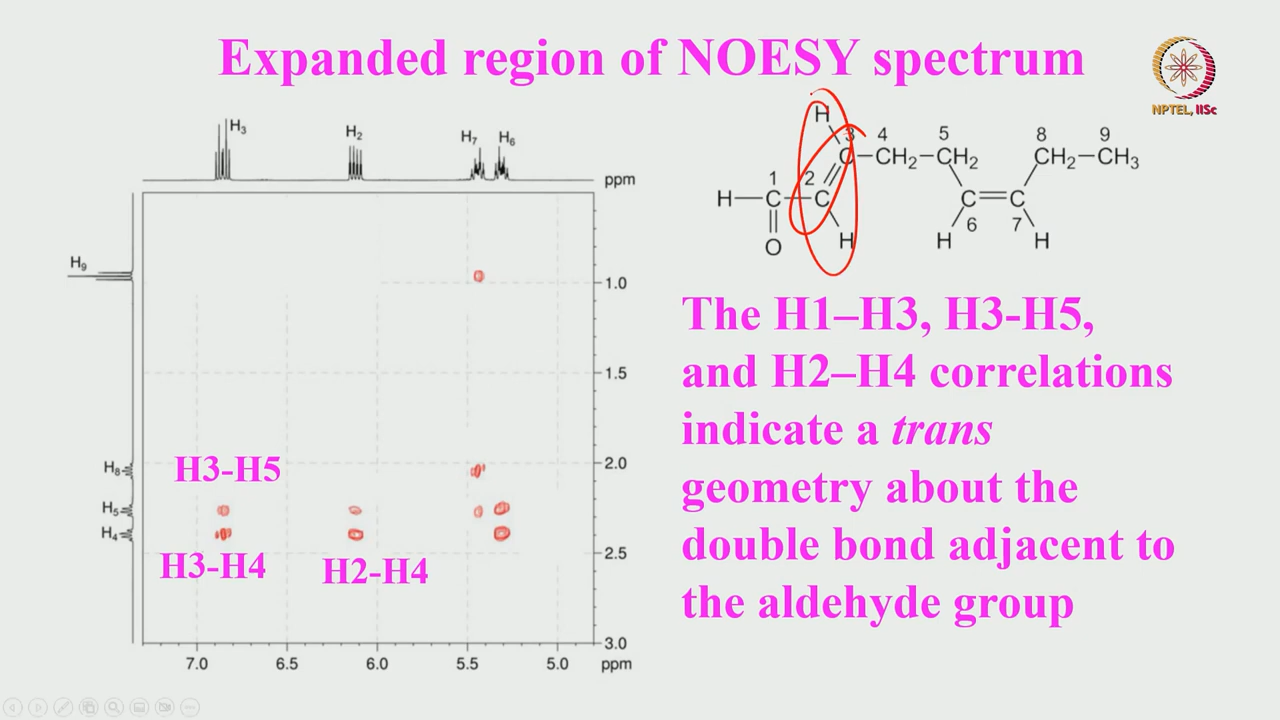 Expanded region of NOESY spectrum
NPTEL, IISc
H3
H2
H7
H6
ppm
H9
1.0
1.5
H8
H3-H5
2.0
H5
H4
H3-H4
H2-H4
2.5
3.0
7.0 6.5 6.0 5.5 5.0 ppm
H 3 4 5 8 9
C–CH2–CH2 CH2–CH3
1 2
H–C–C C=C
O H H 6 7 H
The H1–H3, H3-H5,
and H2–H4 correlations
indicate a trans
geometry about the
double bond adjacent to
the aldehyde group